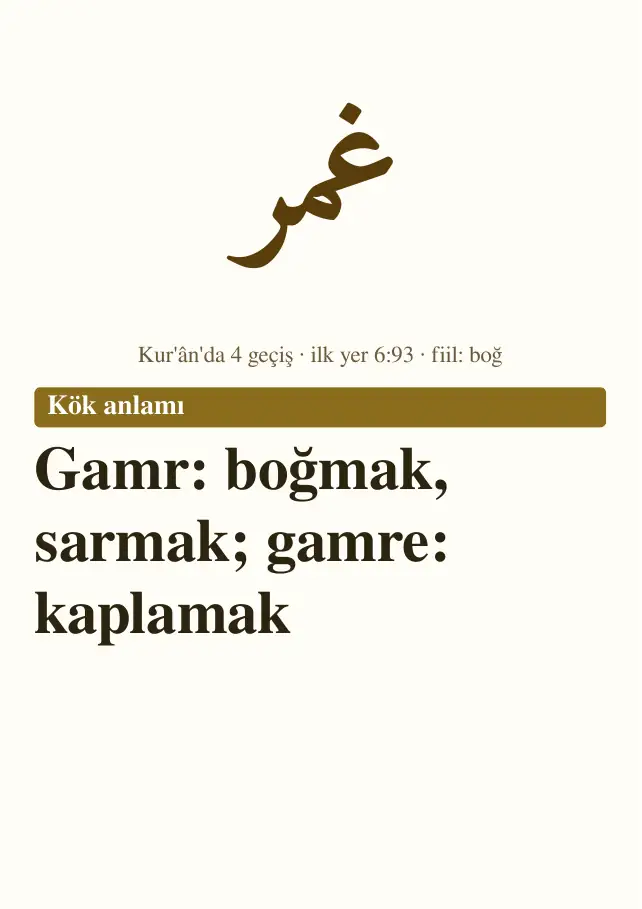 غمر
Kur'ân'da 4 geçiş · ilk yer 6:93 · fiil: boğ
Kök anlamı
Gamr: boğmak,
sarmak; gamre:
kaplamak